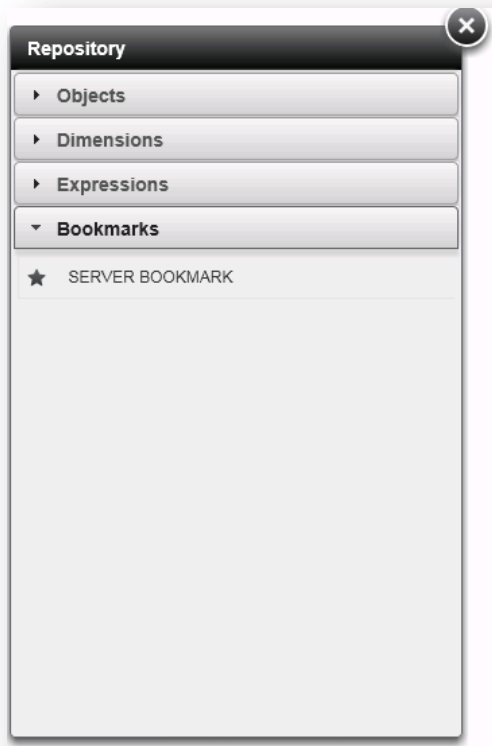 Repository
Objects
Dimensions
Expressions
Bookmarks
SERVER BOOKMARK